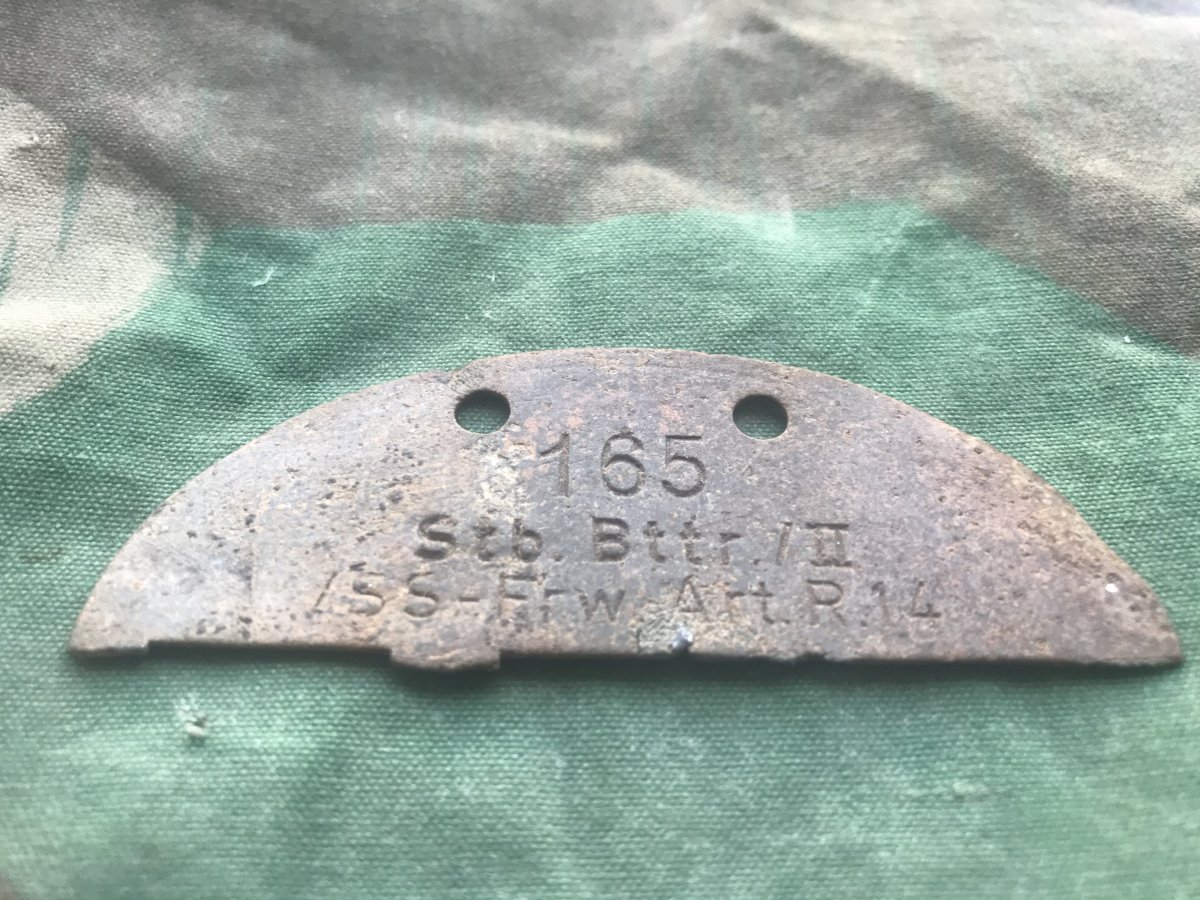 165
Stb. Bttr./II
/SS-Frw. Art.R.14